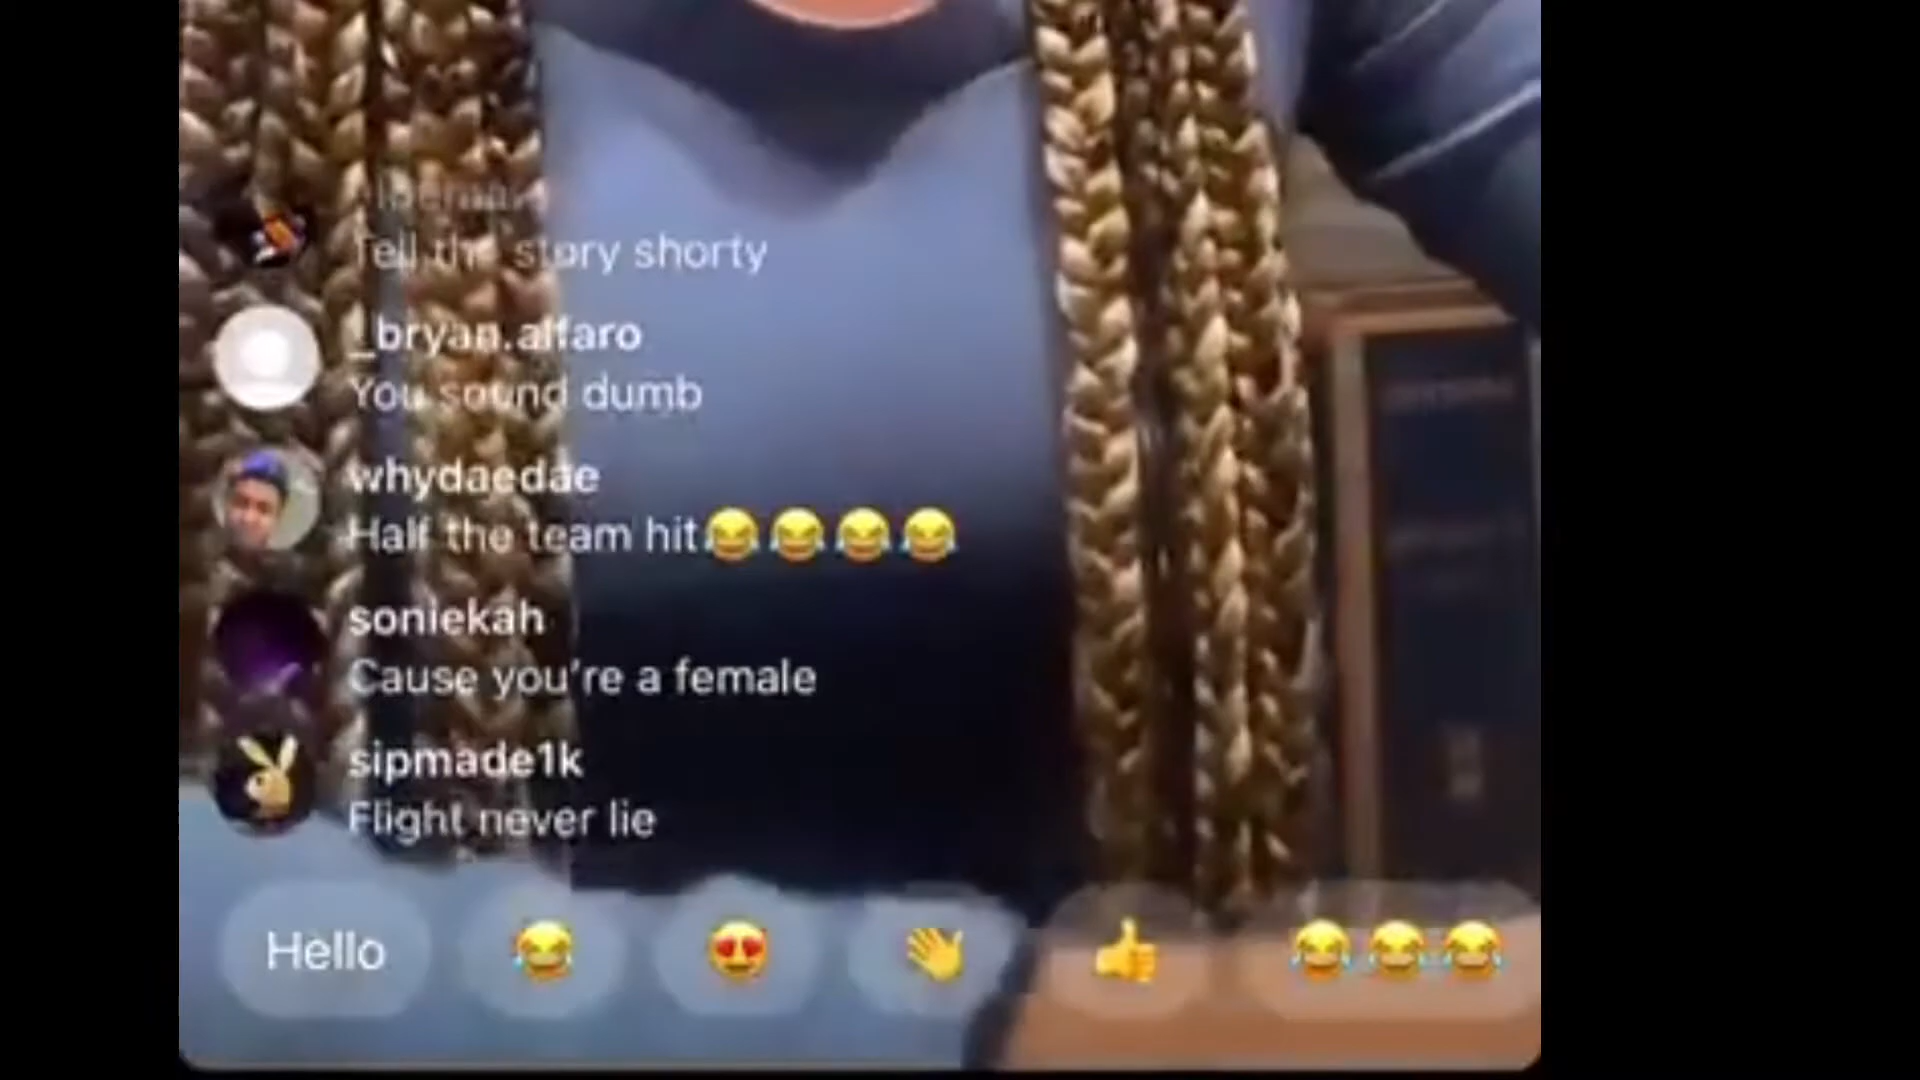 Tell the story shorty
_bryan.alfaro
You sound dumb
whydaedae
Half the team hit😂😂😂😂
soniekah
Cause you're a female
sipmade1k
Flight never lie
Hello 😂 😍 👋 👍 😂😂😂